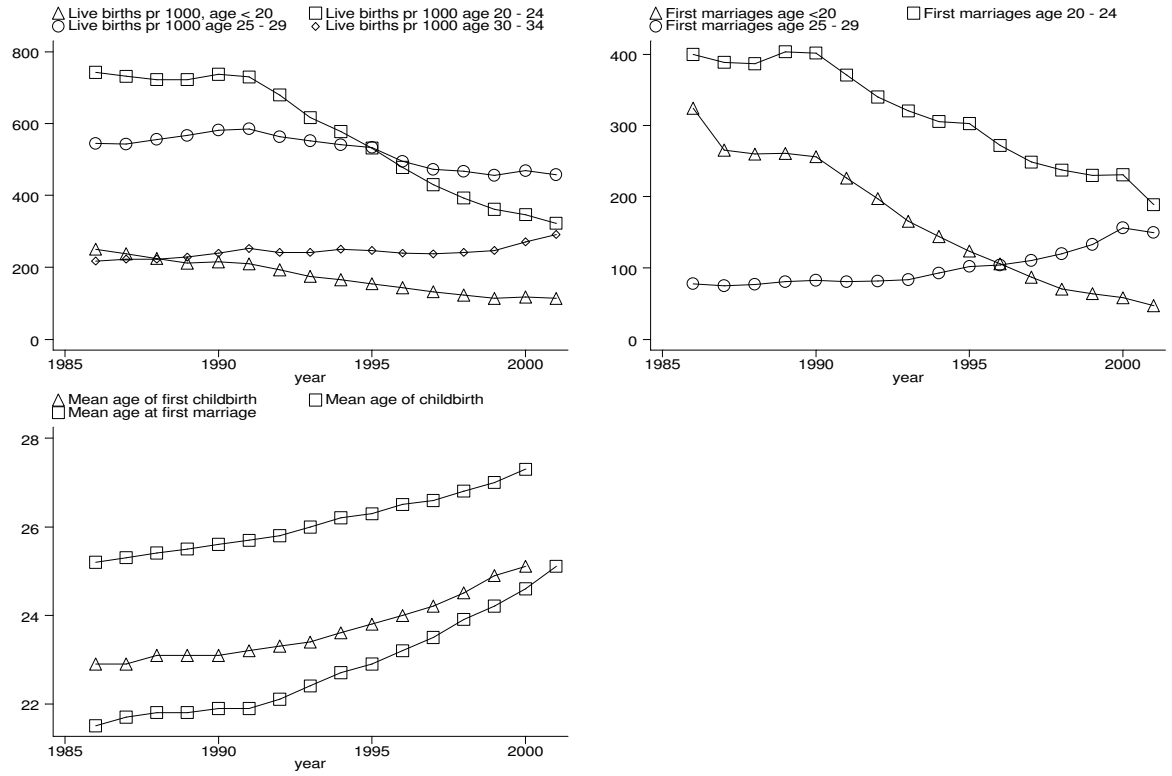 Live births pr 1000, age < 20 Live births pr 1000 age 20 - 24
Live births pr 1000 age 25 - 29 Live births pr 1000 age 30 - 34
800
600
400
200
0
1985 1990 1995 2000
year
First marriages age <20 First marriages age 20 - 24
First marriages age 25 - 29
400
300
200
100
0
1985 1990 1995 2000
year
Mean age of first childbirth Mean age of childbirth
Mean age at first marriage
28
26
24
22
1985 1990 1995 2000
year